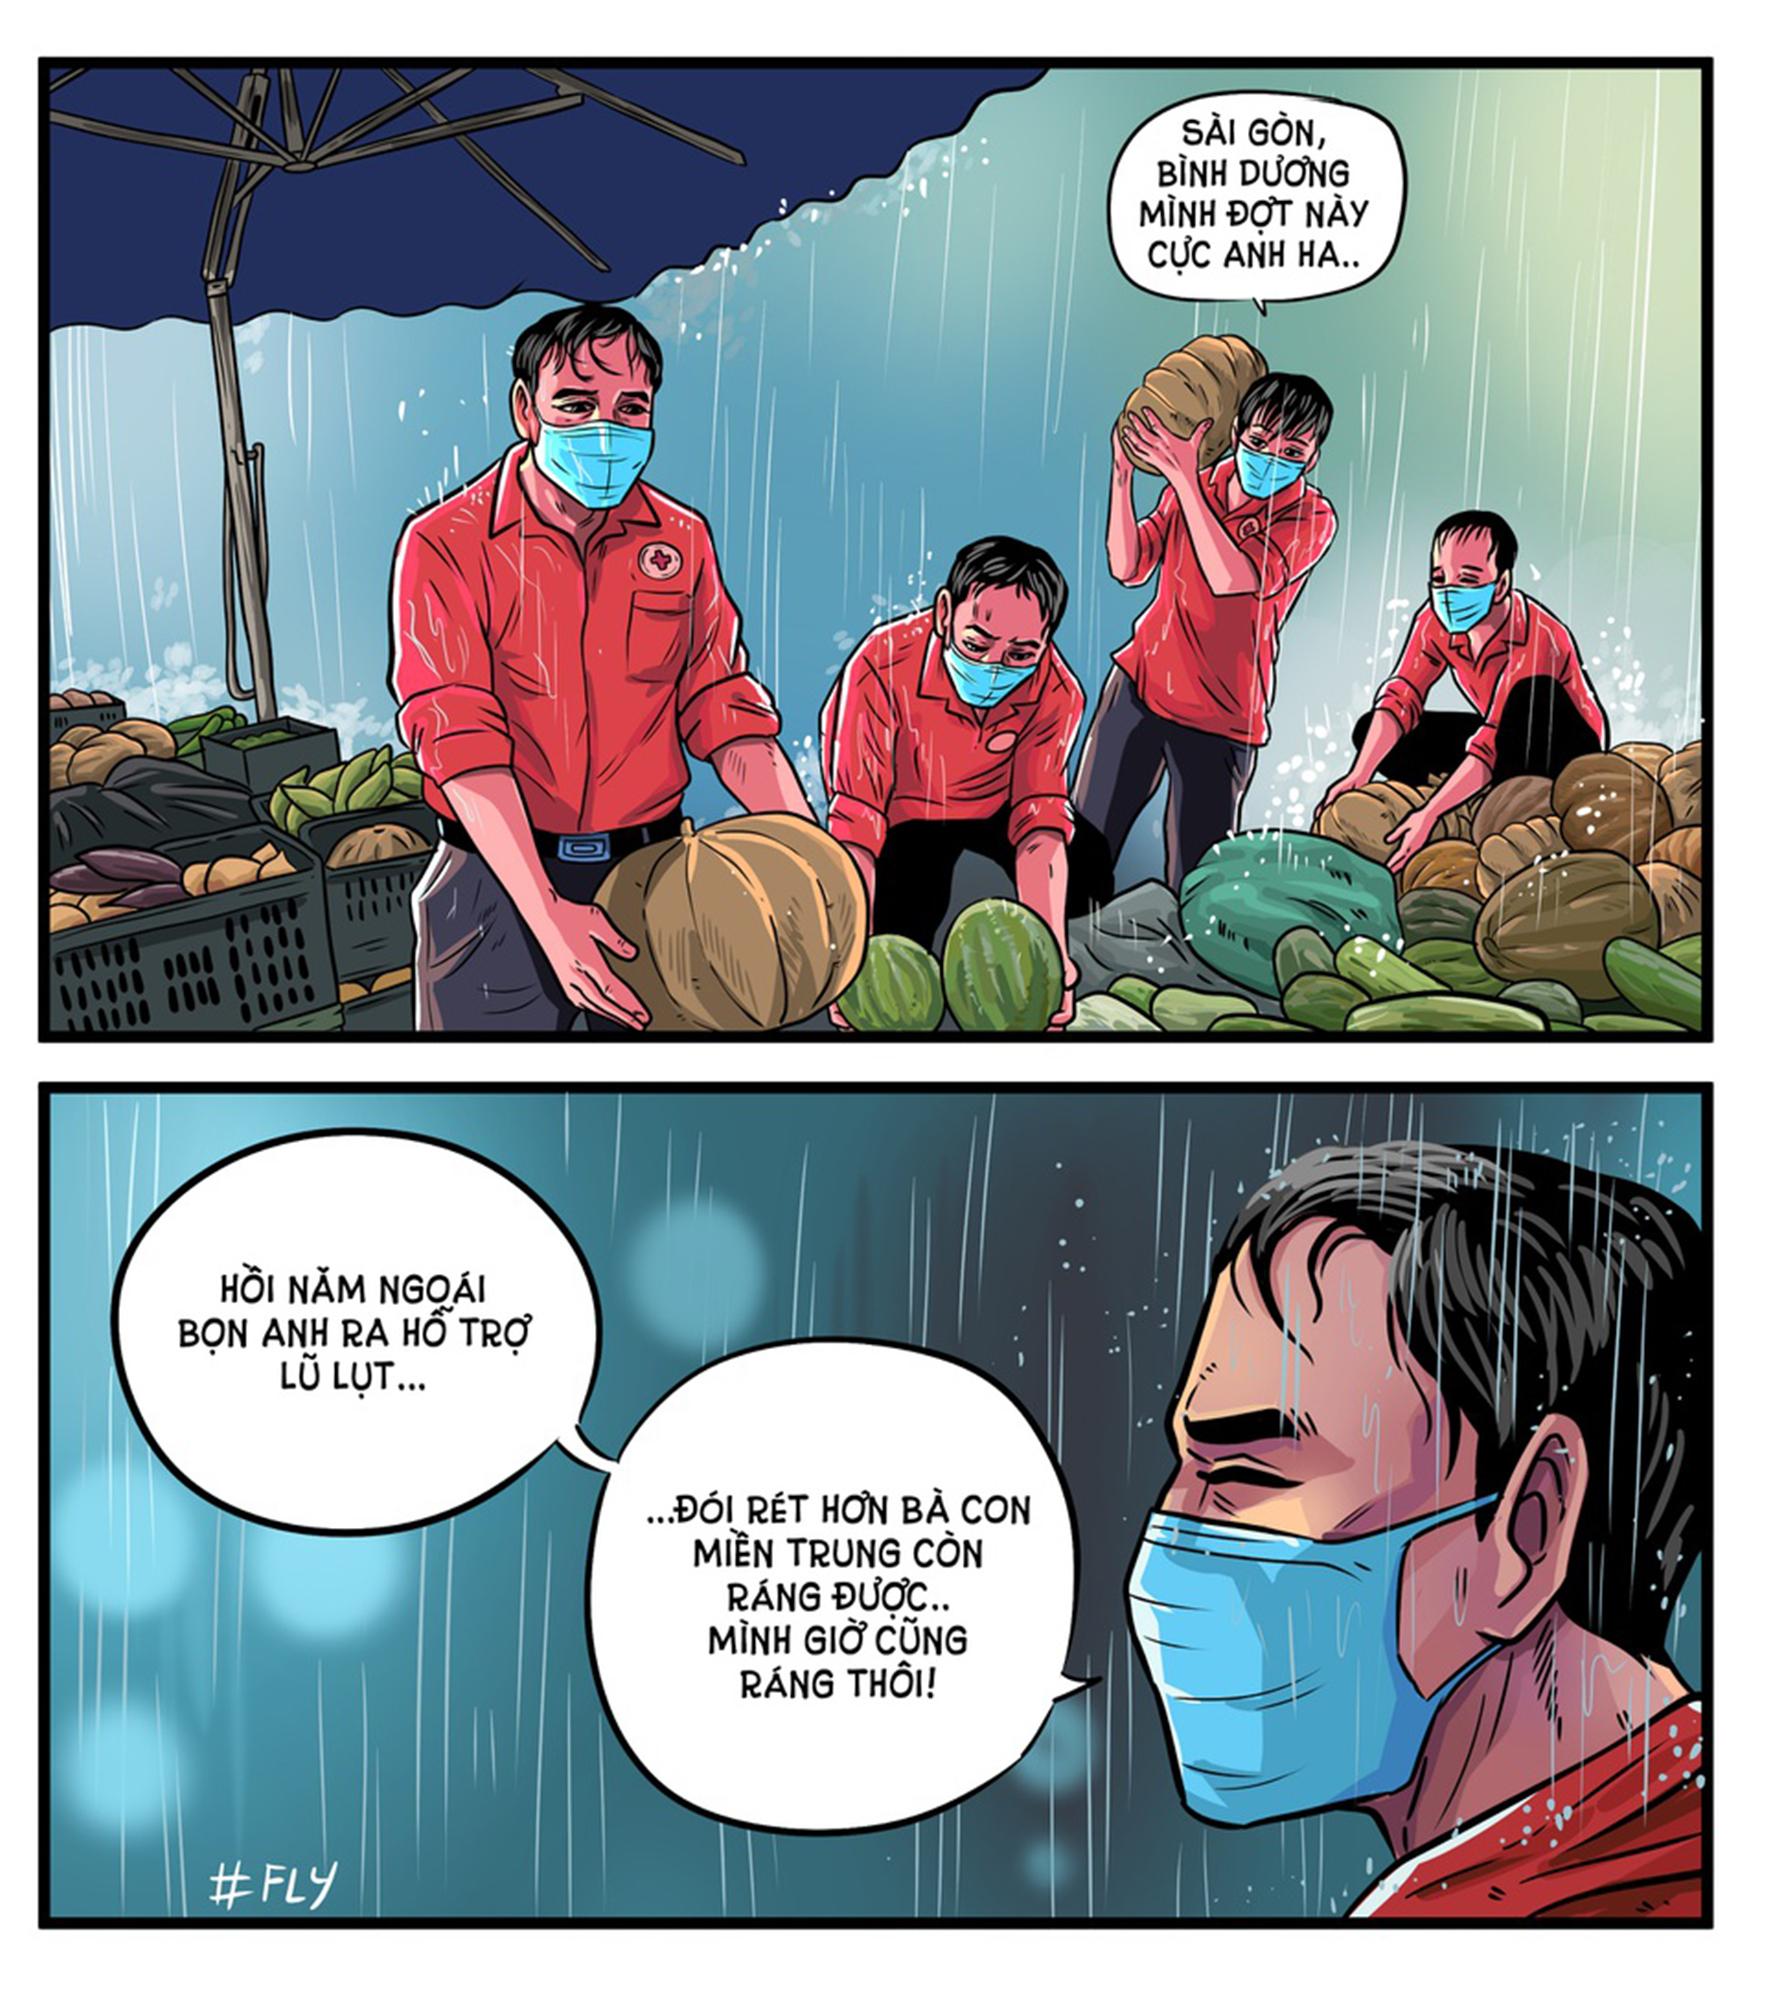 SÀI GÒN,
BÌNH DƯƠNG
MÌNH ĐỢT NÀY
CỰC ANH HA..
HỒI NĂM NGOÁI
BỌN ANH RA HỖ TRỢ
LŨ LỤT...
...ĐÓI RÉT HƠN BÀ CON
MIỀN TRUNG CÒN
RÁNG ĐƯỢC..
MÌNH GIỜ CŨNG
RÁNG THÔI!
#FLY